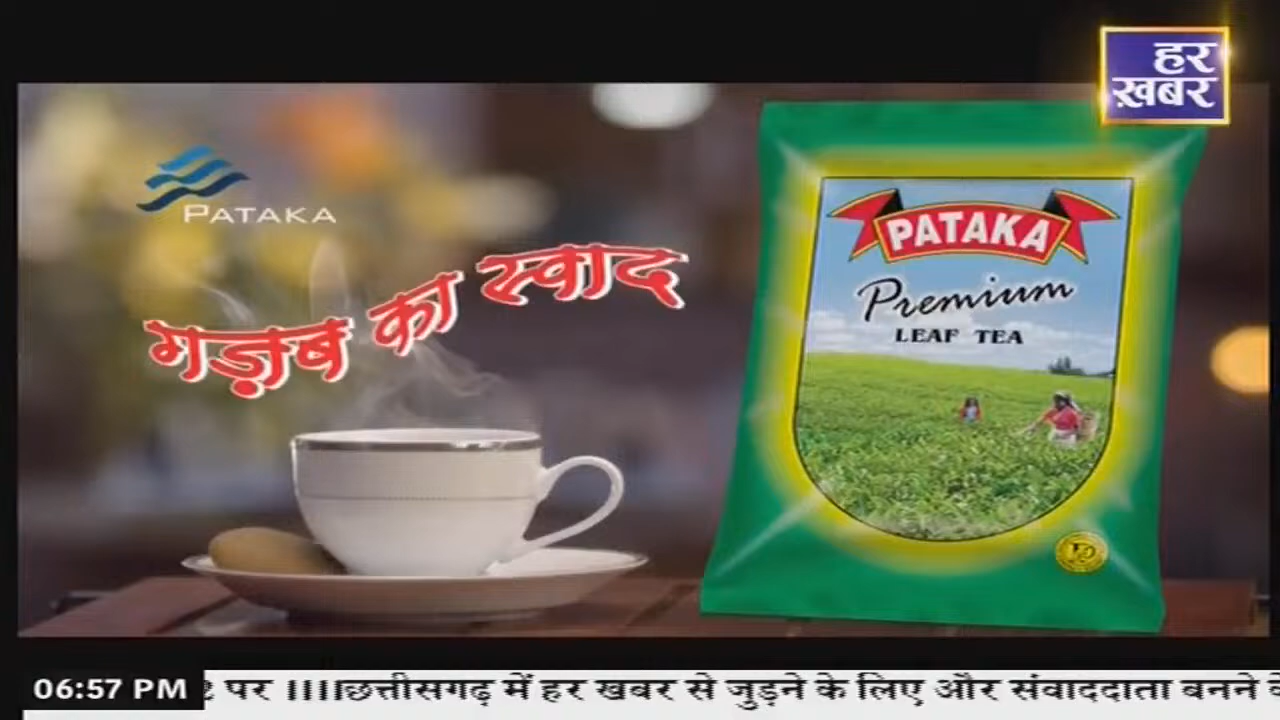 हर
ख़बर
PATAKA
गज़ब का स्वाद
PATAKA
Premium
LEAF TEA
06:57 PM
पर ।।।।छत्तीसगढ़ में हर खबर से जुड़ने के लिए और संवाददाता बनने